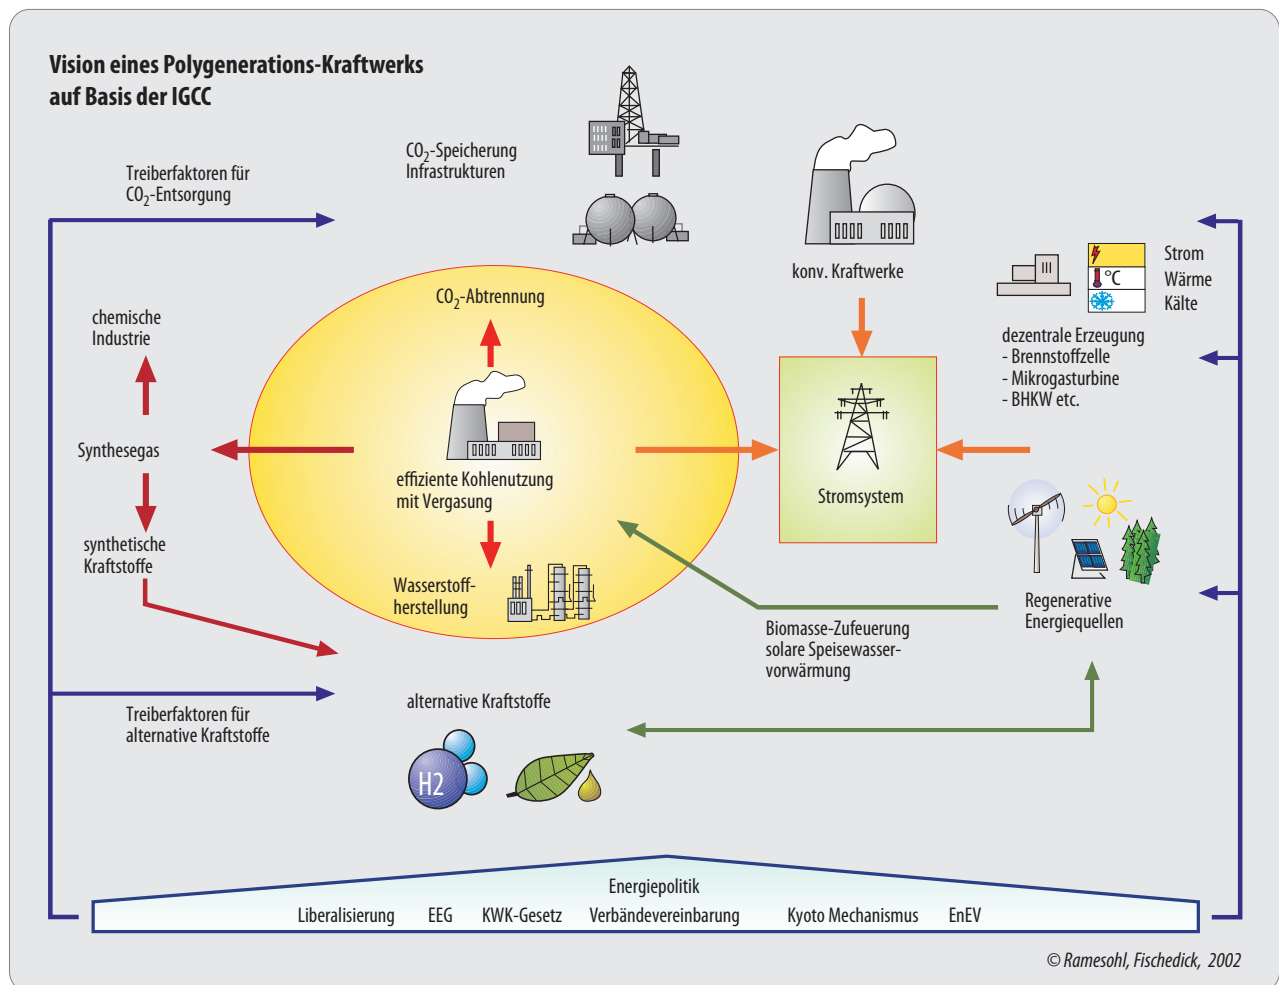 Vision eines Polygenerations-Kraftwerks
auf Basis der IGCC
Treiberfaktoren für
CO₂-Entsorgung
CO₂-Speicherung
Infrastrukturen
konv. Kraftwerke
Strom
°C
Wärme
Kälte
dezentrale Erzeugung
- Brennstoffzelle
- Mikrogasturbine
- BHKW etc.
CO₂-Abtrennung
chemische
Industrie
Synthesegas
effiziente Kohlenutzung
mit Vergasung
Stromsystem
synthetische
Kraftstoffe
Wasserstoff-
herstellung
Regenerative
Energiequellen
Biomasse-Zufeuerung
solare Speisewasser-
vorwärmung
Treiberfaktoren für
alternative Kraftstoffe
alternative Kraftstoffe
H2
Energiepolitik
Liberalisierung EEG KWK-Gesetz Verbändevereinbarung Kyoto Mechanismus EnEV
© Ramesohl, Fischedick, 2002